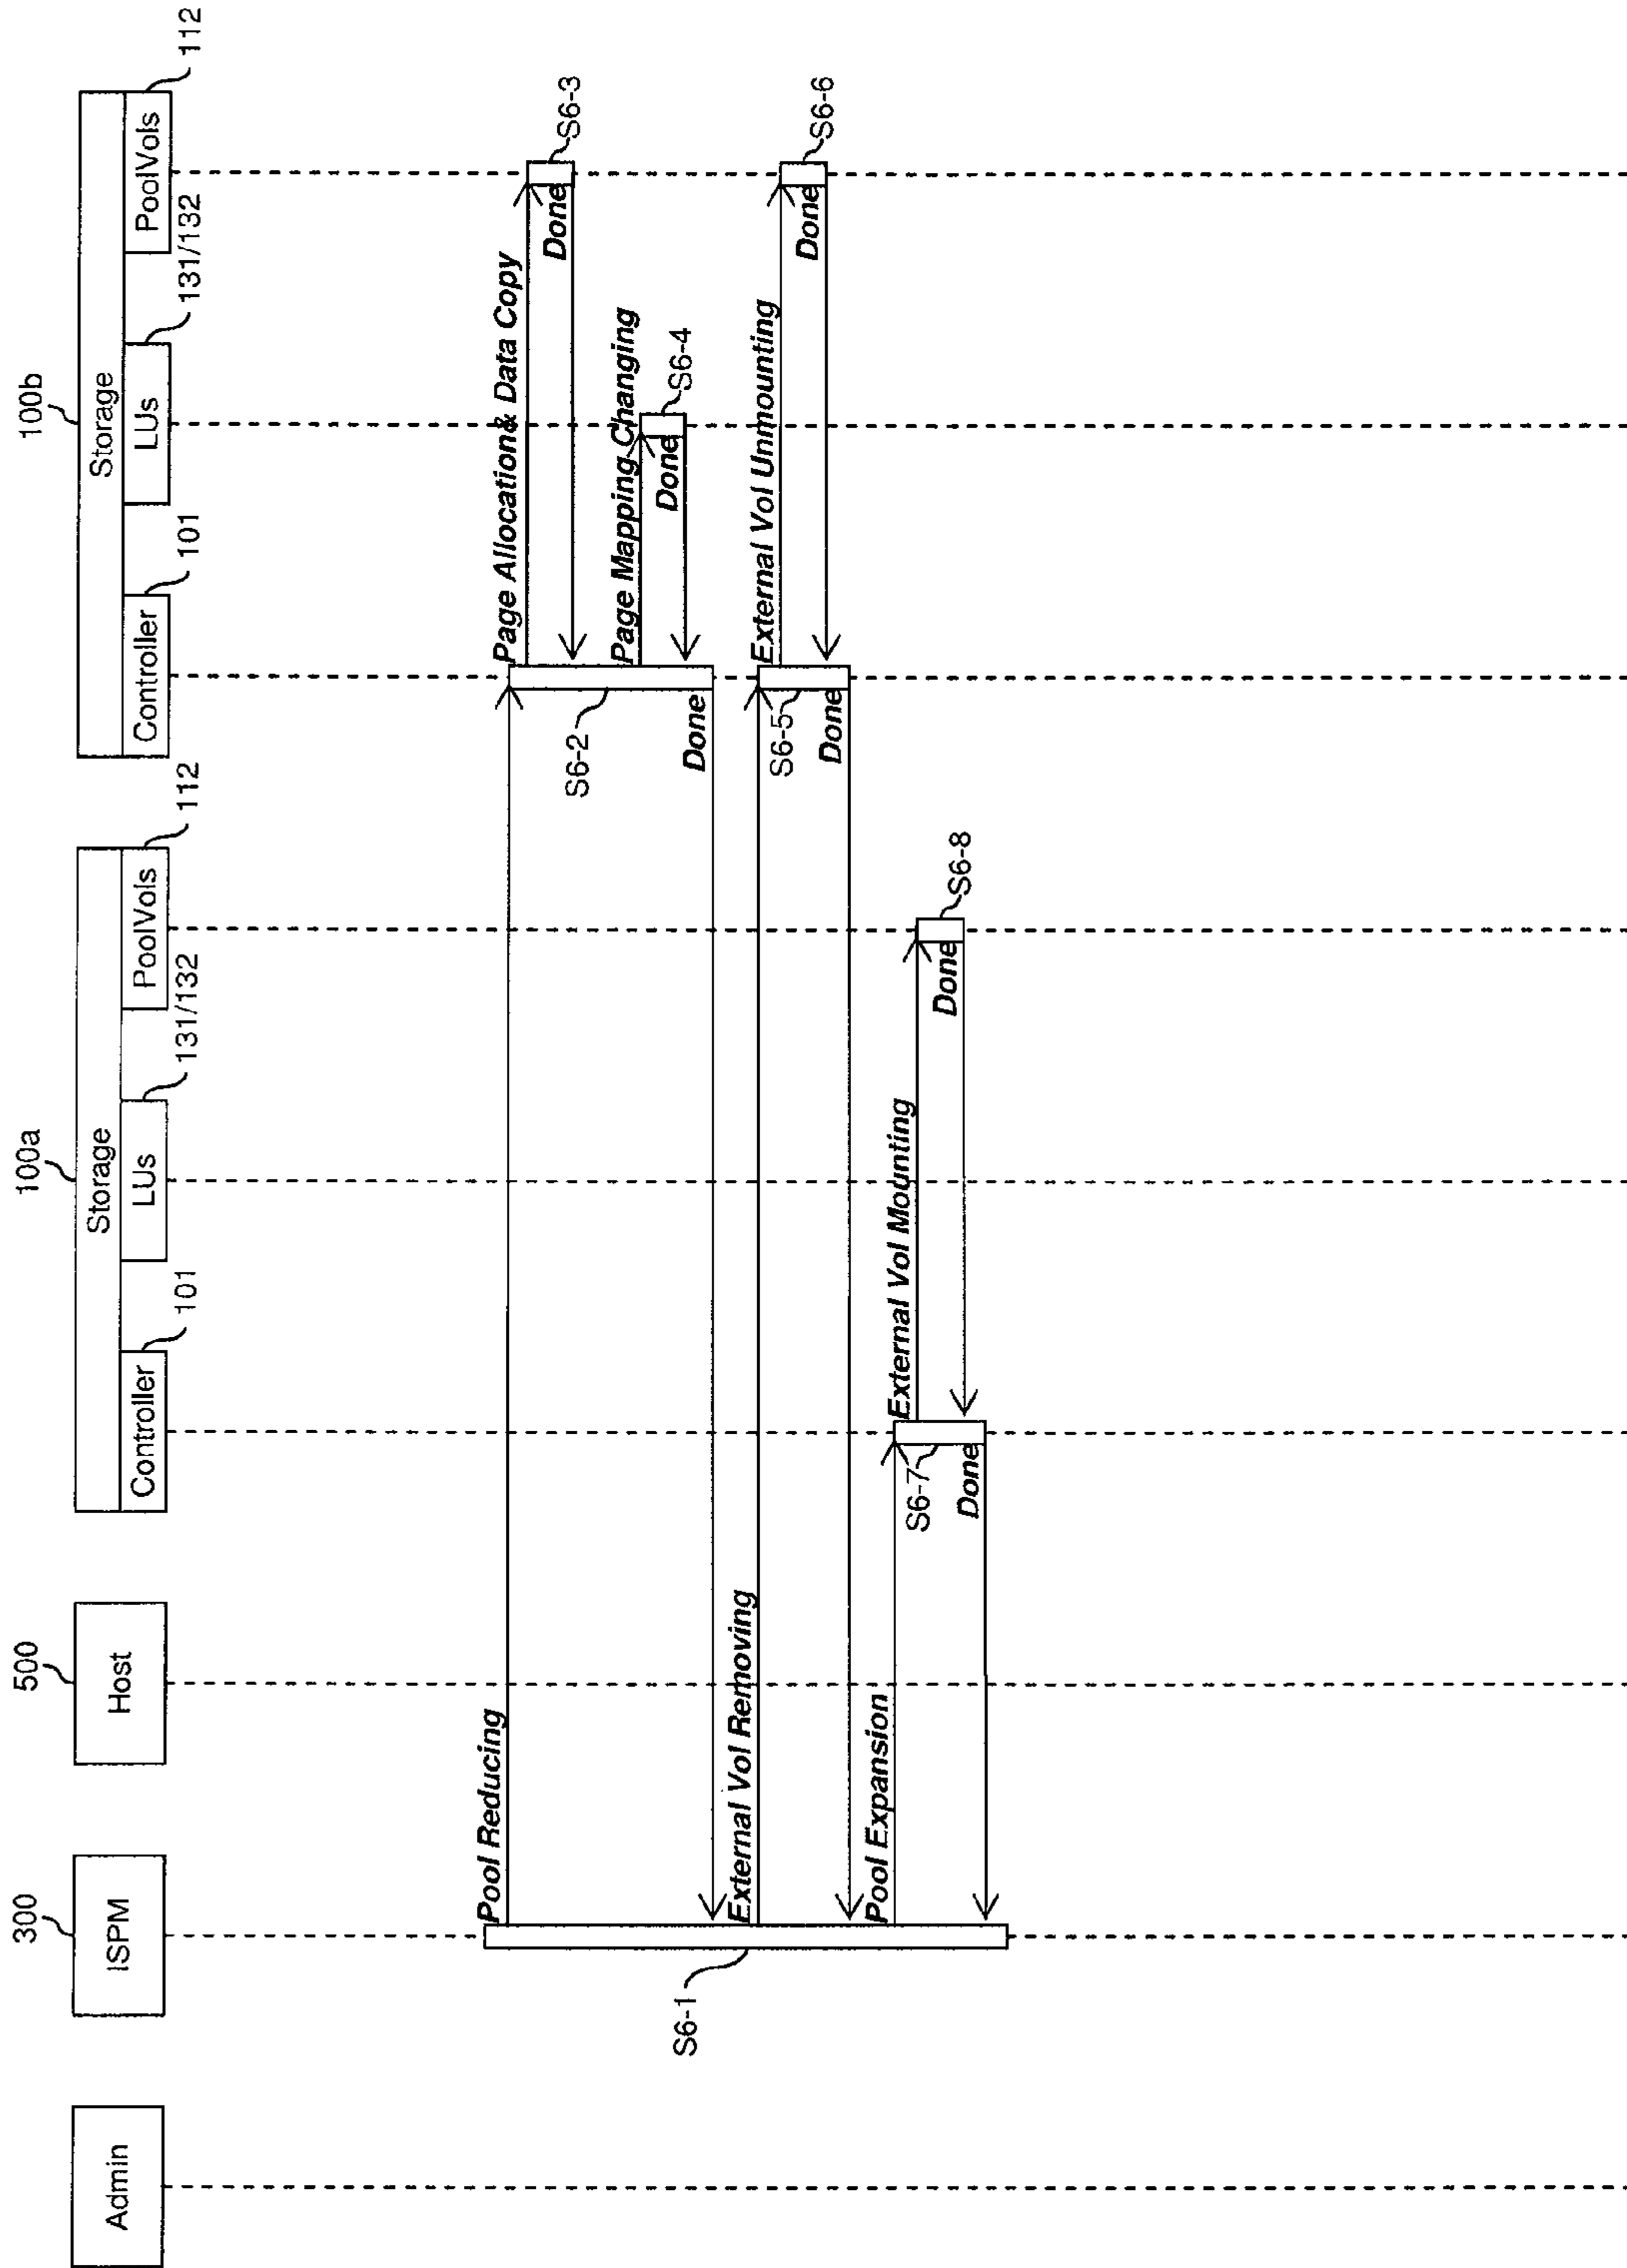 Admin
300
ISPM
500
Host
100a
Storage
Controller
101
LUs
131/132
PoolVols
112
100b
Storage
Controller
101
LUs
131/132
PoolVols
112
S6-1
Pool Reducing
S6-2
Page Allocation& Data Copy
Done
S6-3
Page Mapping Changing
Done
S6-4
Done
External Vol Removing
S6-5
External Vol Unmounting
Done
S6-6
Done
Pool Expansion
S6-7
External Vol Mounting
Done
S6-8
Done